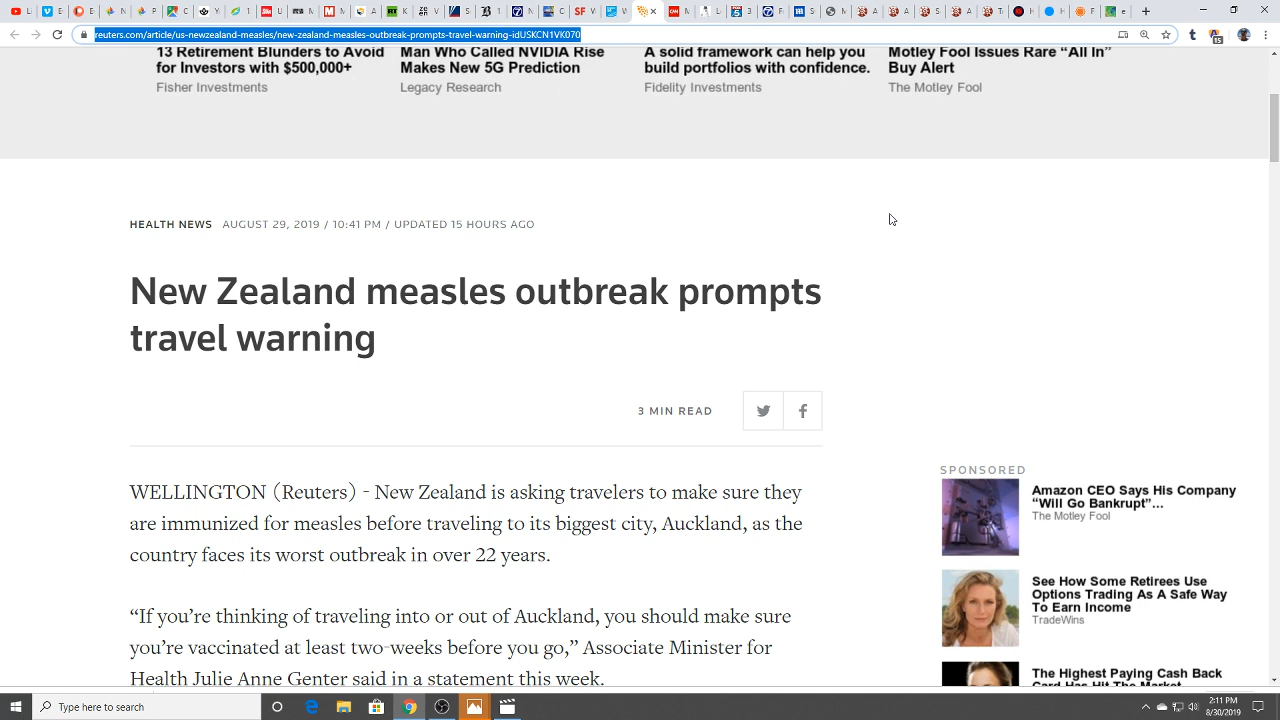 reuters.com/article/us-newzealand-measles/new-zealand-measles-outbreak-prompts-travel-warning-idUSKCN1VK070
13 Retirement Blunders to Avoid
for Investors with $500,000+
Fisher Investments
Man Who Called NVIDIA Rise
Makes New 5G Prediction
Legacy Research
A solid framework can help you
build portfolios with confidence.
Fidelity Investments
Motley Fool Issues Rare “All In”
Buy Alert
The Motley Fool
HEALTH NEWS AUGUST 29, 2019 / 10:41 PM / UPDATED 15 HOURS AGO
New Zealand measles outbreak prompts
travel warning
3 MIN READ
WELLINGTON (Reuters) - New Zealand is asking travelers to make sure they
are immunized for measles before traveling to its biggest city, Auckland, as the
country faces its worst outbreak in over 22 years.
“If you’re thinking of traveling into or out of Auckland, you should make sure
you’re vaccinated at least two-weeks before you go,” Associate Minister for
Health Julie Anne Genter said in a statement this week.
SPONSORED
Amazon CEO Says His Company
“Will Go Bankrupt”...
The Motley Fool
See How Some Retirees Use
Options Trading As A Safe Way
To Earn Income
TradeWins
The Highest Paying Cash Back
Card Has Hit The Market
Type here to search
2:11 PM
8/30/2019